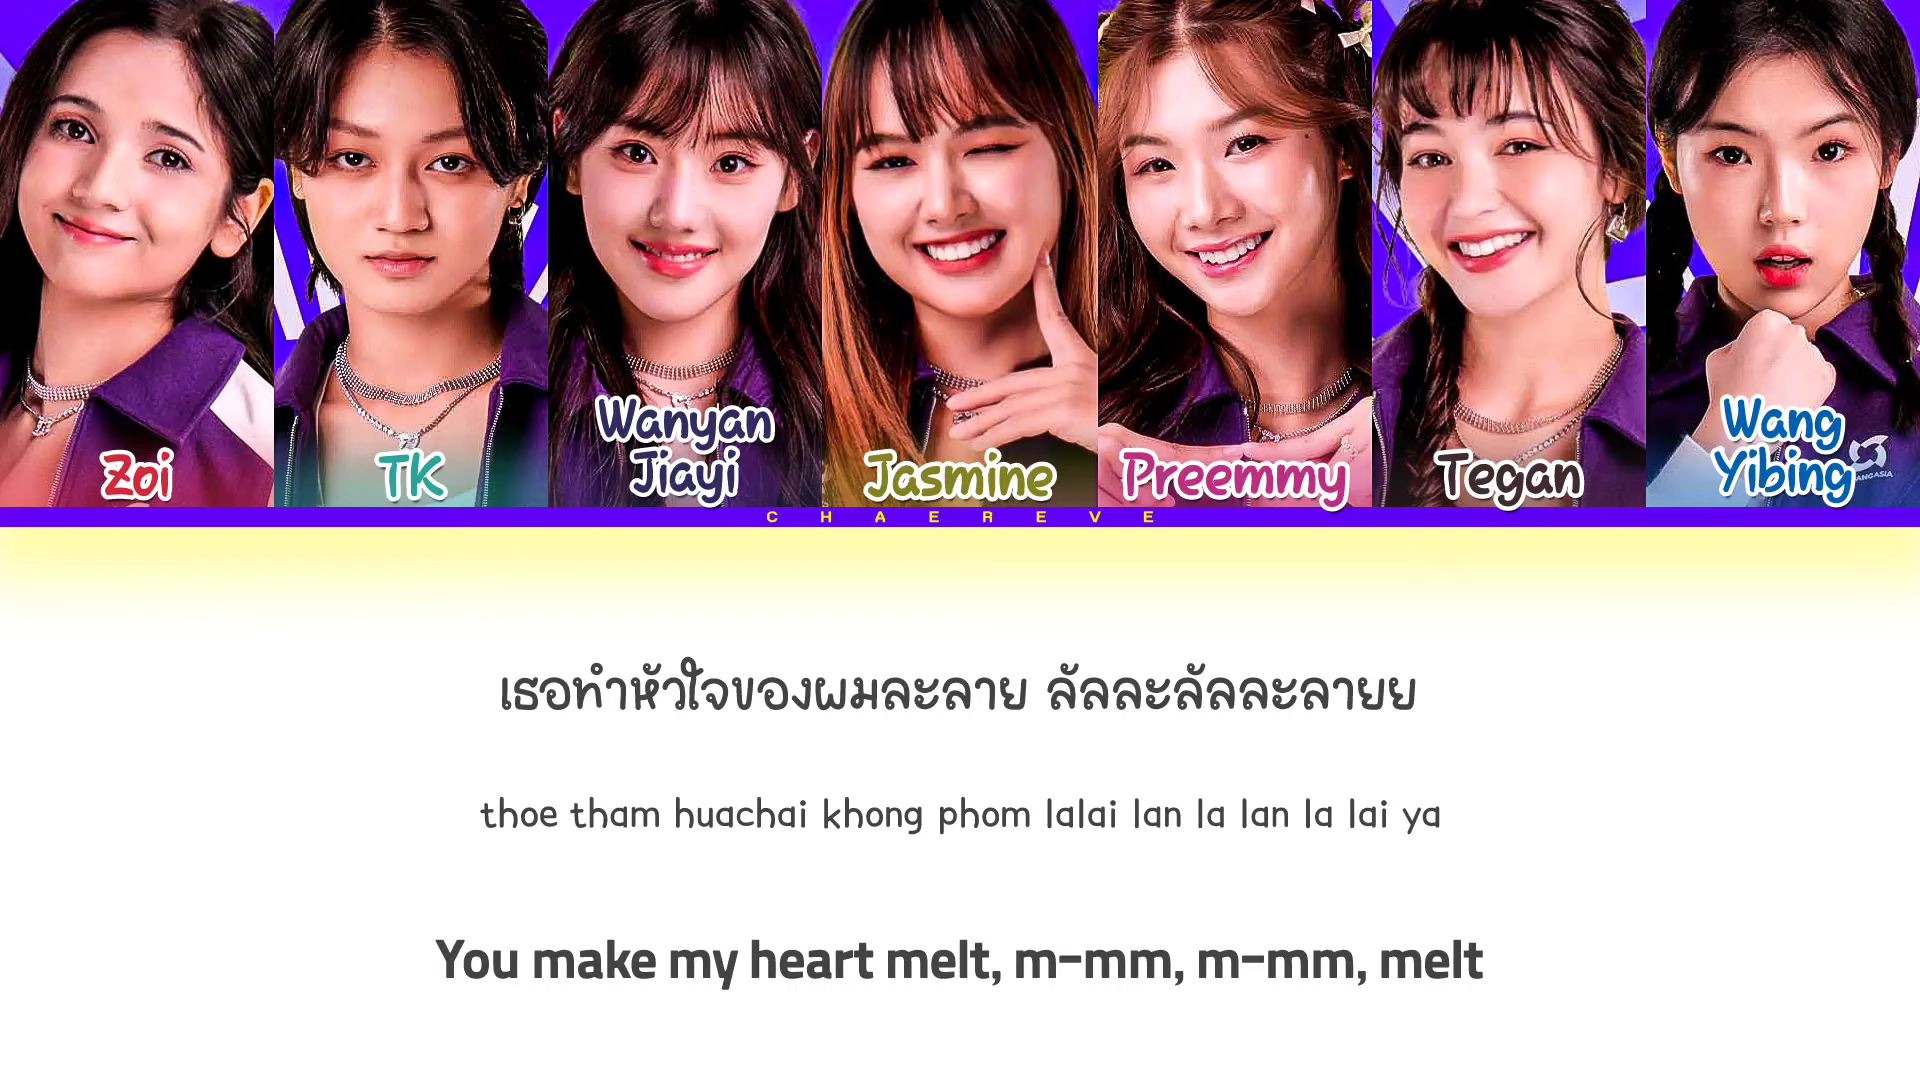 Zoi
TK
Wanyan
Jiayi
Jasmine
Preemmy
Tegan
Wang
Yibing
ANGASIA
CHAEREVE
เธอทำหัวใจของผมละลาย ลัลละลัลละลายย
thoe tham huachai khong phom lalai lan la lan la lai ya
You make my heart melt, m-mm, m-mm, melt